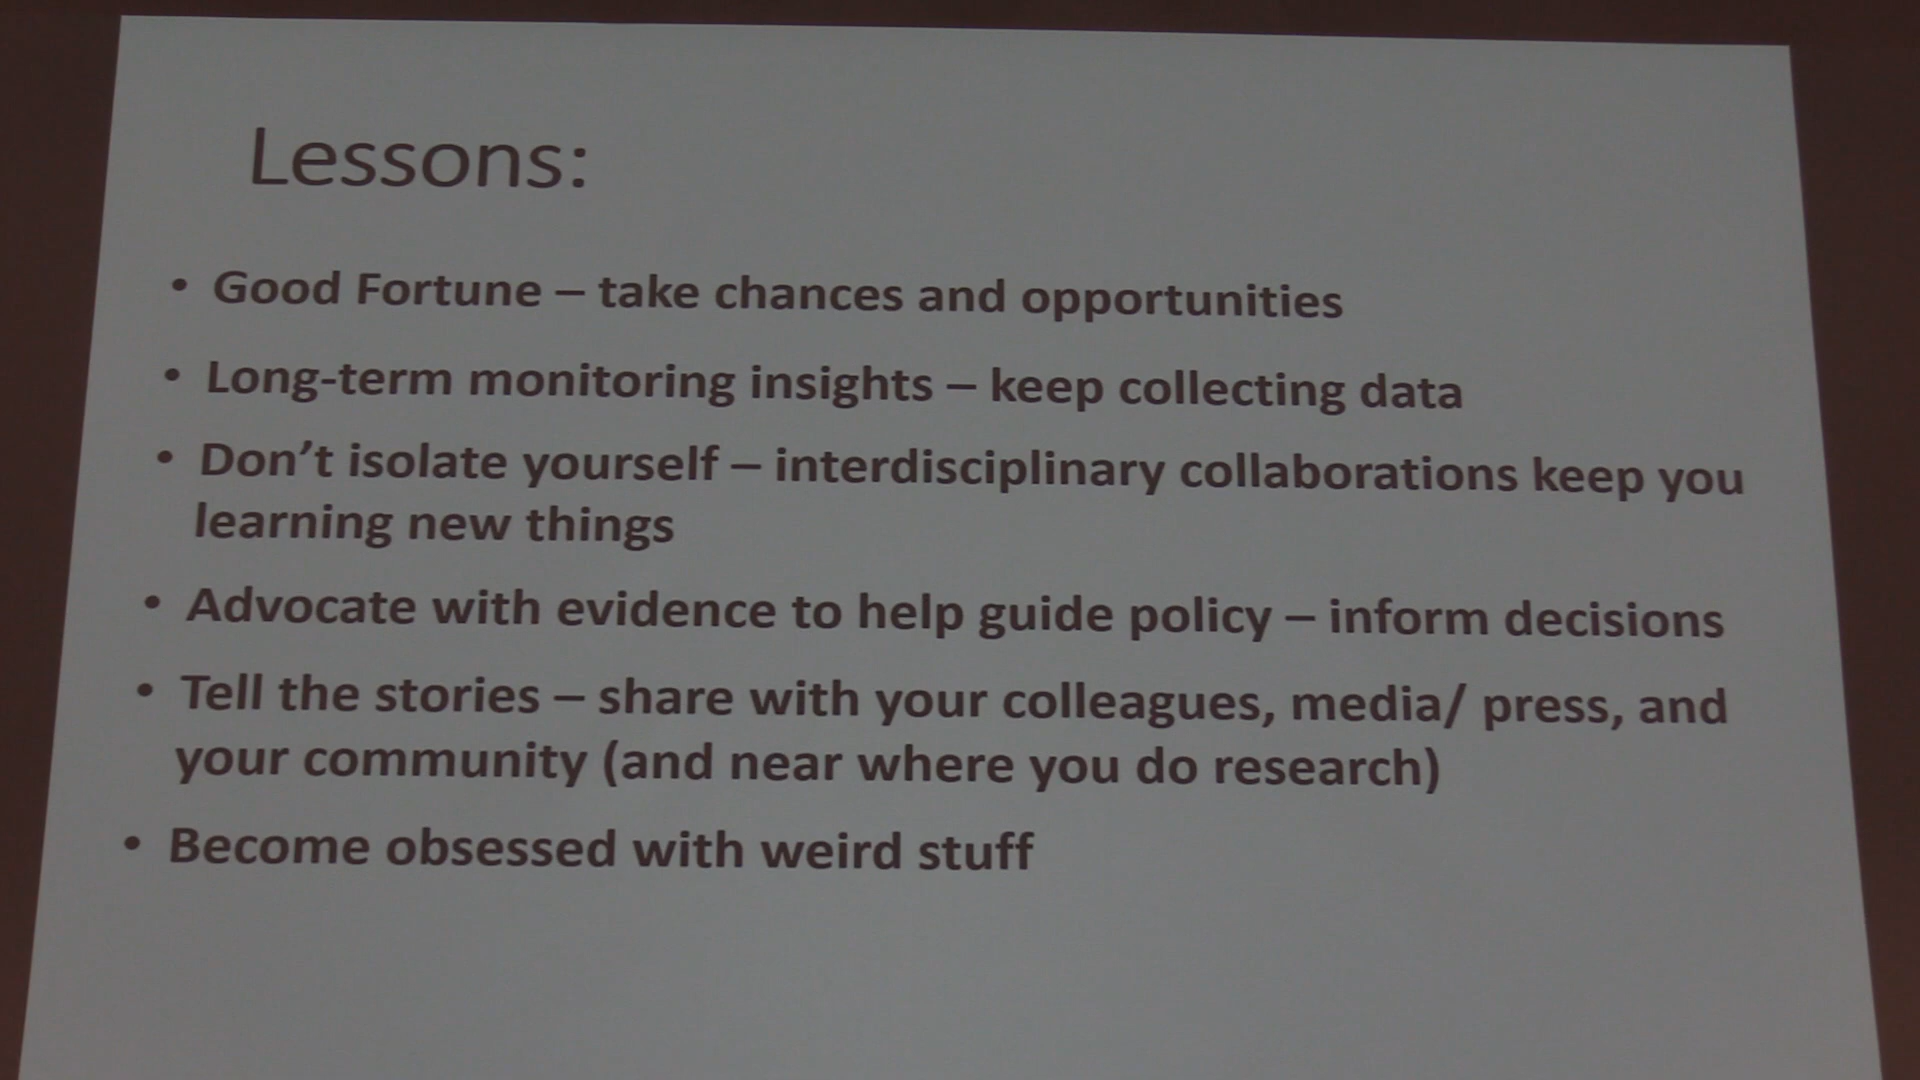 Lessons:
• Good Fortune – take chances and opportunities
• Long-term monitoring insights – keep collecting data
• Don’t isolate yourself – interdisciplinary collaborations keep you
learning new things
• Advocate with evidence to help guide policy – inform decisions
• Tell the stories – share with your colleagues, media/ press, and
your community (and near where you do research)
• Become obsessed with weird stuff